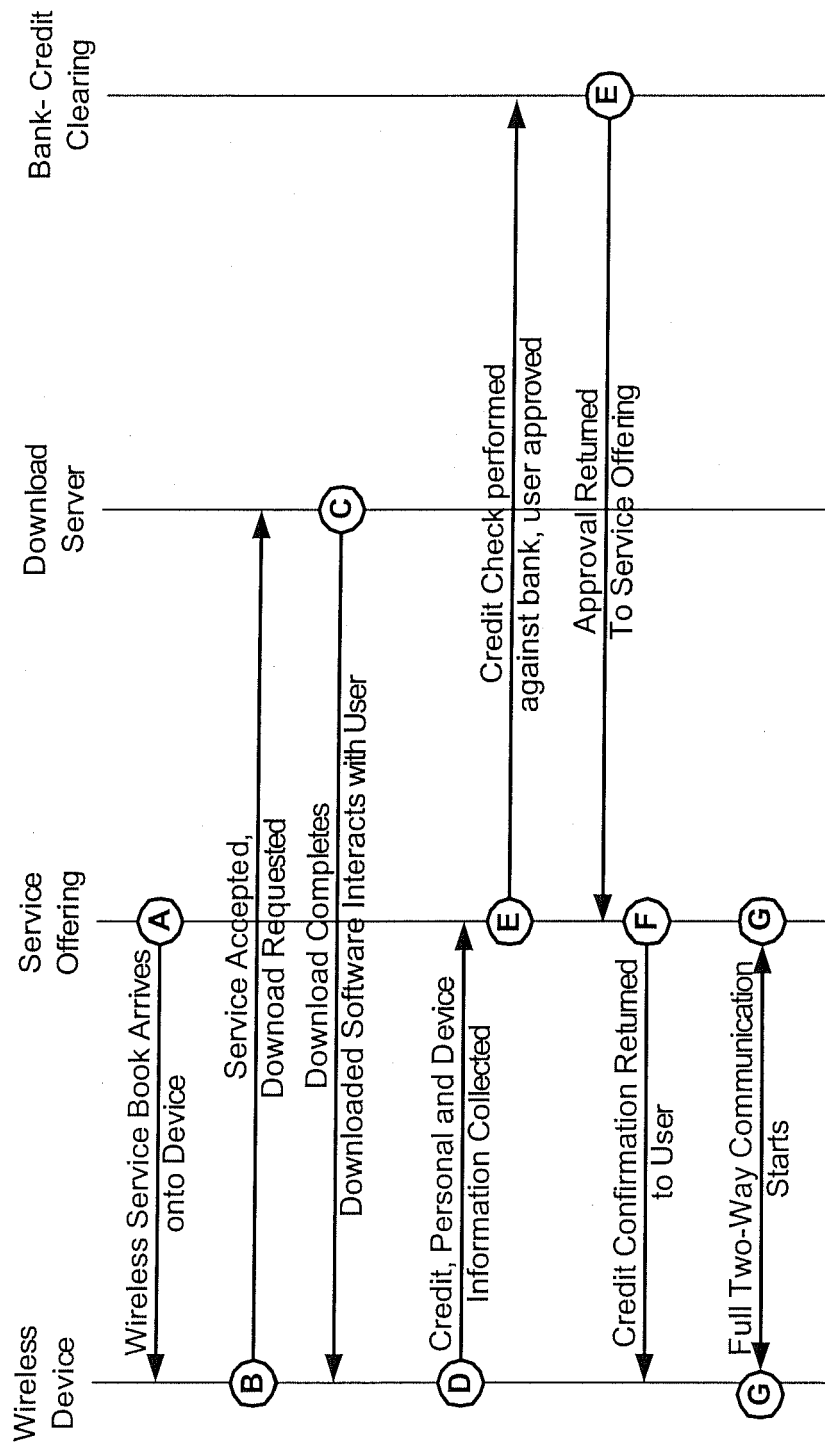 Wireless
Device
Service
Offering
Download
Server
Bank- Credit
Clearing
A
Wireless Service Book Arrives
onto Device
B
Service Accepted,
Downoad Requested
C
Download Completes
Downloaded Software Interacts with User
D
Credit, Personal and Device
Information Collected
E
Credit Check performed
against bank, user approved
E
Approval Returned
To Service Offering
F
Credit Confirmation Returned
to User
G
Full Two-Way Communication
Starts
G